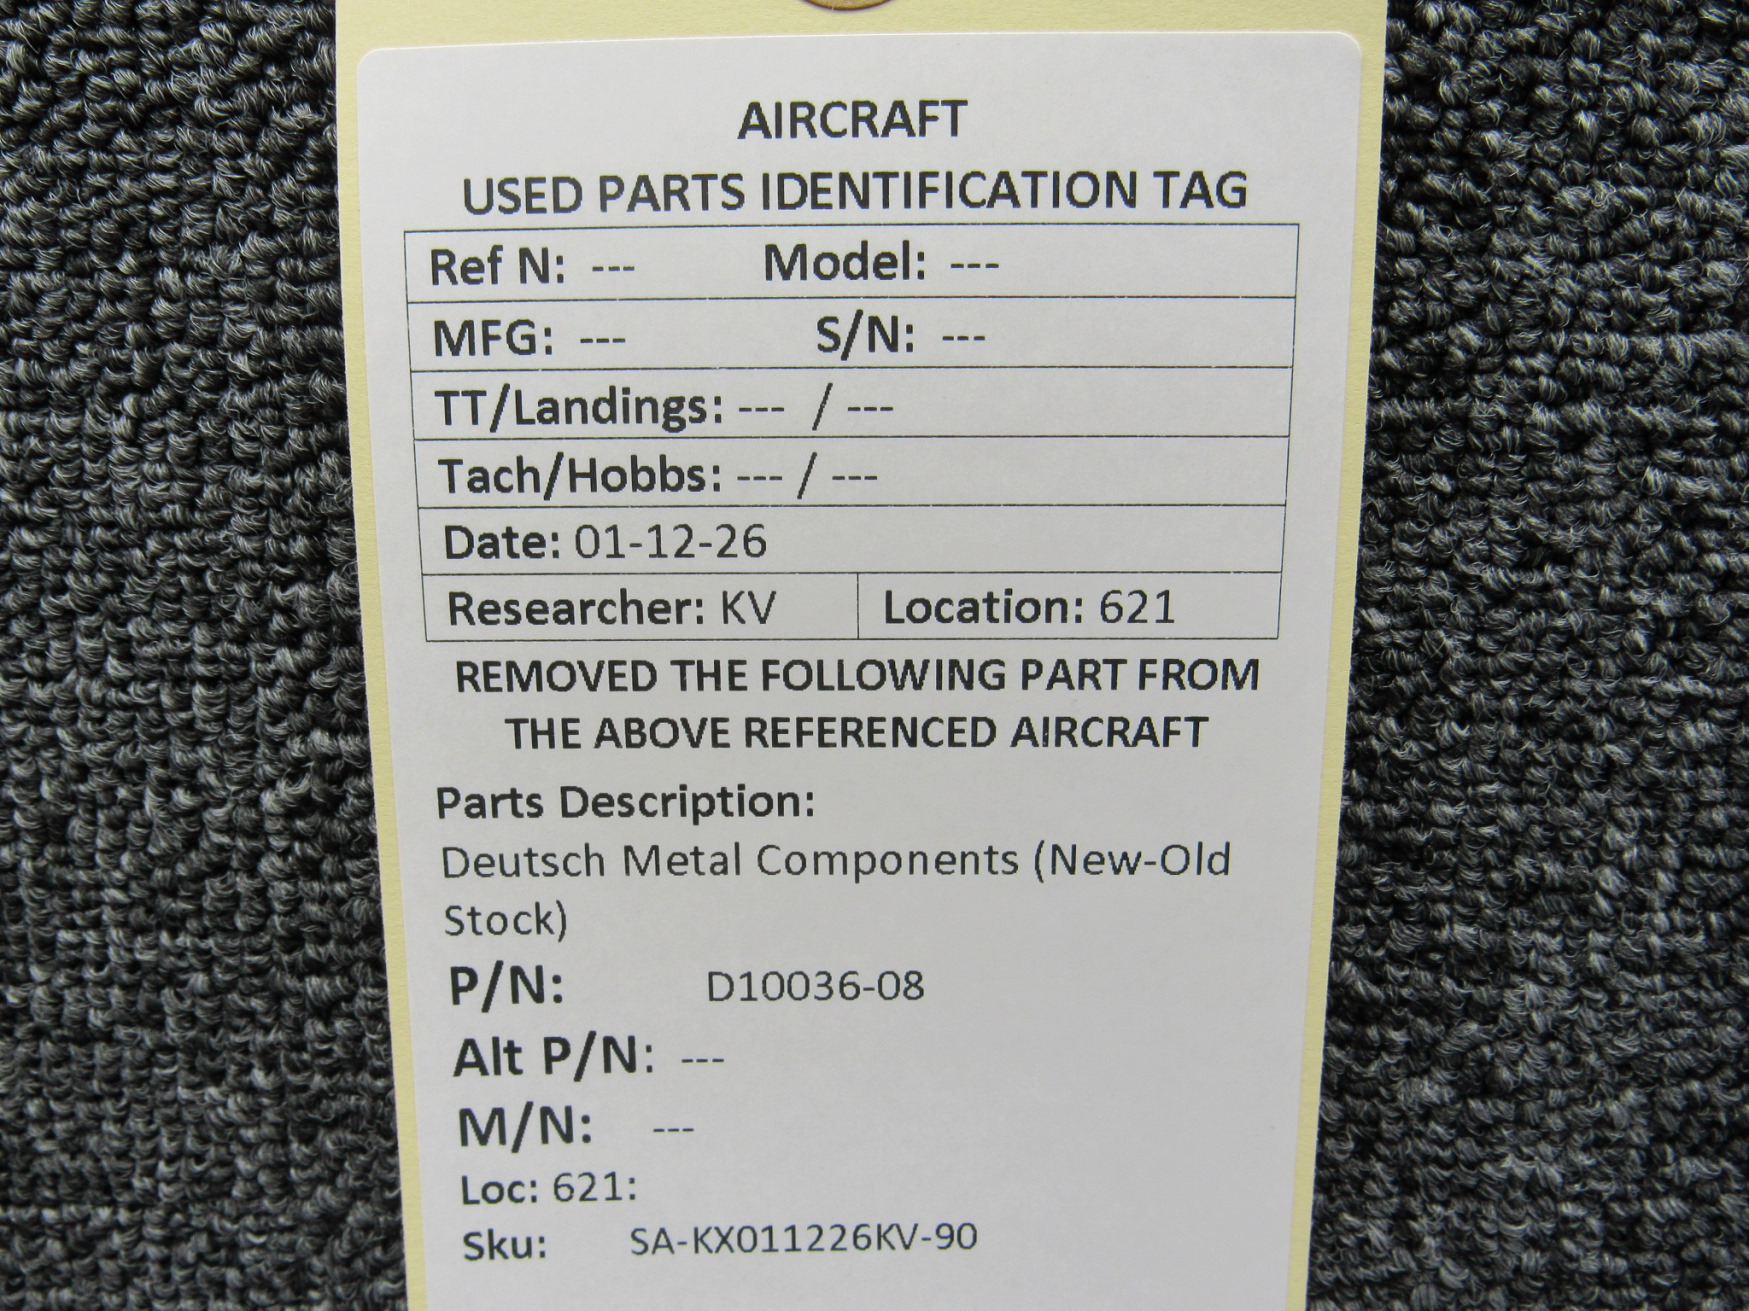 AIRCRAFT
USED PARTS IDENTIFICATION TAG
Ref N: --- Model: ---
MFG: --- S/N: ---
TT/Landings: --- / ---
Tach/Hobbs: --- / ---
Date: 01-12-26
Researcher: KV Location: 621
REMOVED THE FOLLOWING PART FROM
THE ABOVE REFERENCED AIRCRAFT
Parts Description:
Deutsch Metal Components (New-Old
Stock)
P/N: D10036-08
Alt P/N: ---
M/N: ---
Loc: 621:
Sku: SA-KX011226KV-90